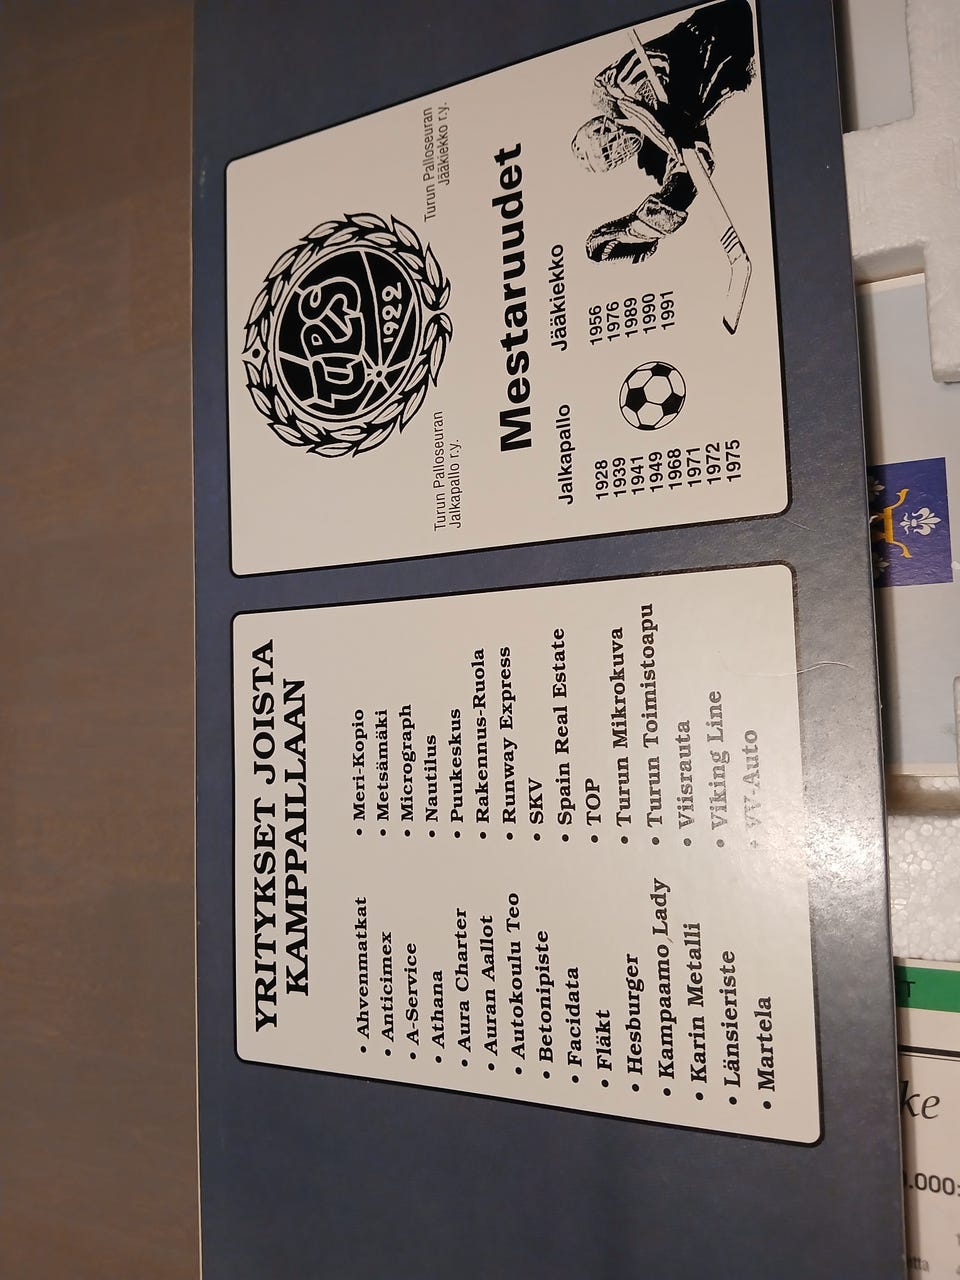 YRITYKSET JOISTA
KAMPPAILLAAN
• Ahvenmatkat
• Anticimex
• A-Service
• Athana
• Aura Charter
• Auran Aallot
• Autokoulu Teo
• Betonipiste
• Facidata
• Fläkt
• Hesburger
• Kampaamo Lady
• Karin Metalli
• Länsieriste
• Martela
• Meri-Kopio
• Metsämäki
• Micrograph
• Nautilus
• Puukeskus
• Rakennus-Ruola
• Runway Express
• SKV
• Spain Real Estate
• TOP
• Turun Mikrokuva
• Turun Toimistoapu
• Viisrauta
• Viking Line
• VV-Auto
TPS
1922
Turun Palloseuran
Jalkapallo r.y.
Turun Palloseuran
Jääkiekko r.y.
Mestaruudet
Jalkapallo
1928
1939
1941
1949
1968
1971
1972
1975
Jääkiekko
1956
1976
1989
1990
1991